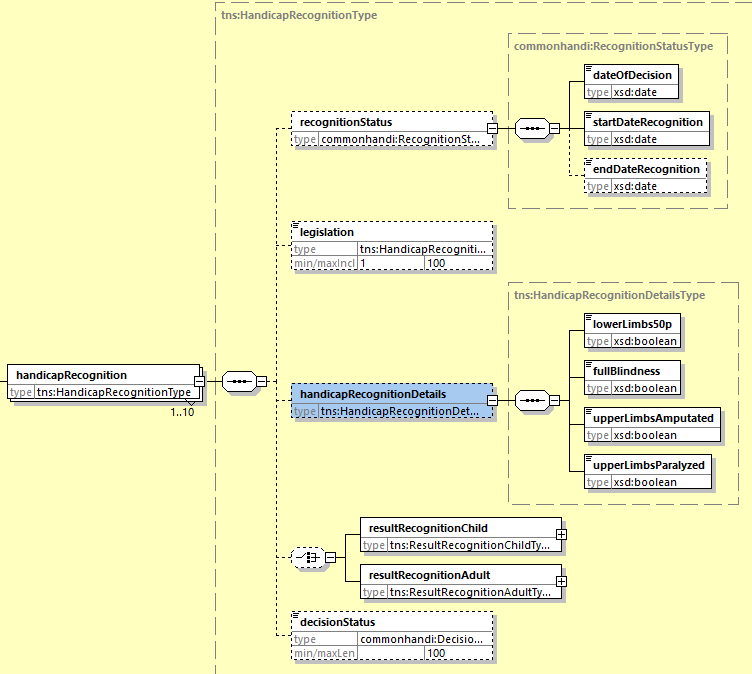 tns:HandicapRecognitionType
commonhandi:RecognitionStatusType
dateOfDecision
type xsd:date
recognitionStatus
type commonhandi:RecognitionSt...
startDateRecognition
type xsd:date
endDateRecognition
type xsd:date
legislation
type tns:HandicapRecogniti...
min/maxIncl 1 100
tns:HandicapRecognitionDetailsType
lowerLimbs50p
type xsd:boolean
handicapRecognition
type tns:HandicapRecognitionType
1..10
fullBlindness
type xsd:boolean
handicapRecognitionDetails
type tns:HandicapRecognitionDet...
upperLimbsAmputated
type xsd:boolean
upperLimbsParalyzed
type xsd:boolean
resultRecognitionChild
type tns:ResultRecognitionChildTy...
resultRecognitionAdult
type tns:ResultRecognitionAdultTy...
decisionStatus
type commonhandi:Decisio...
min/maxLen 100